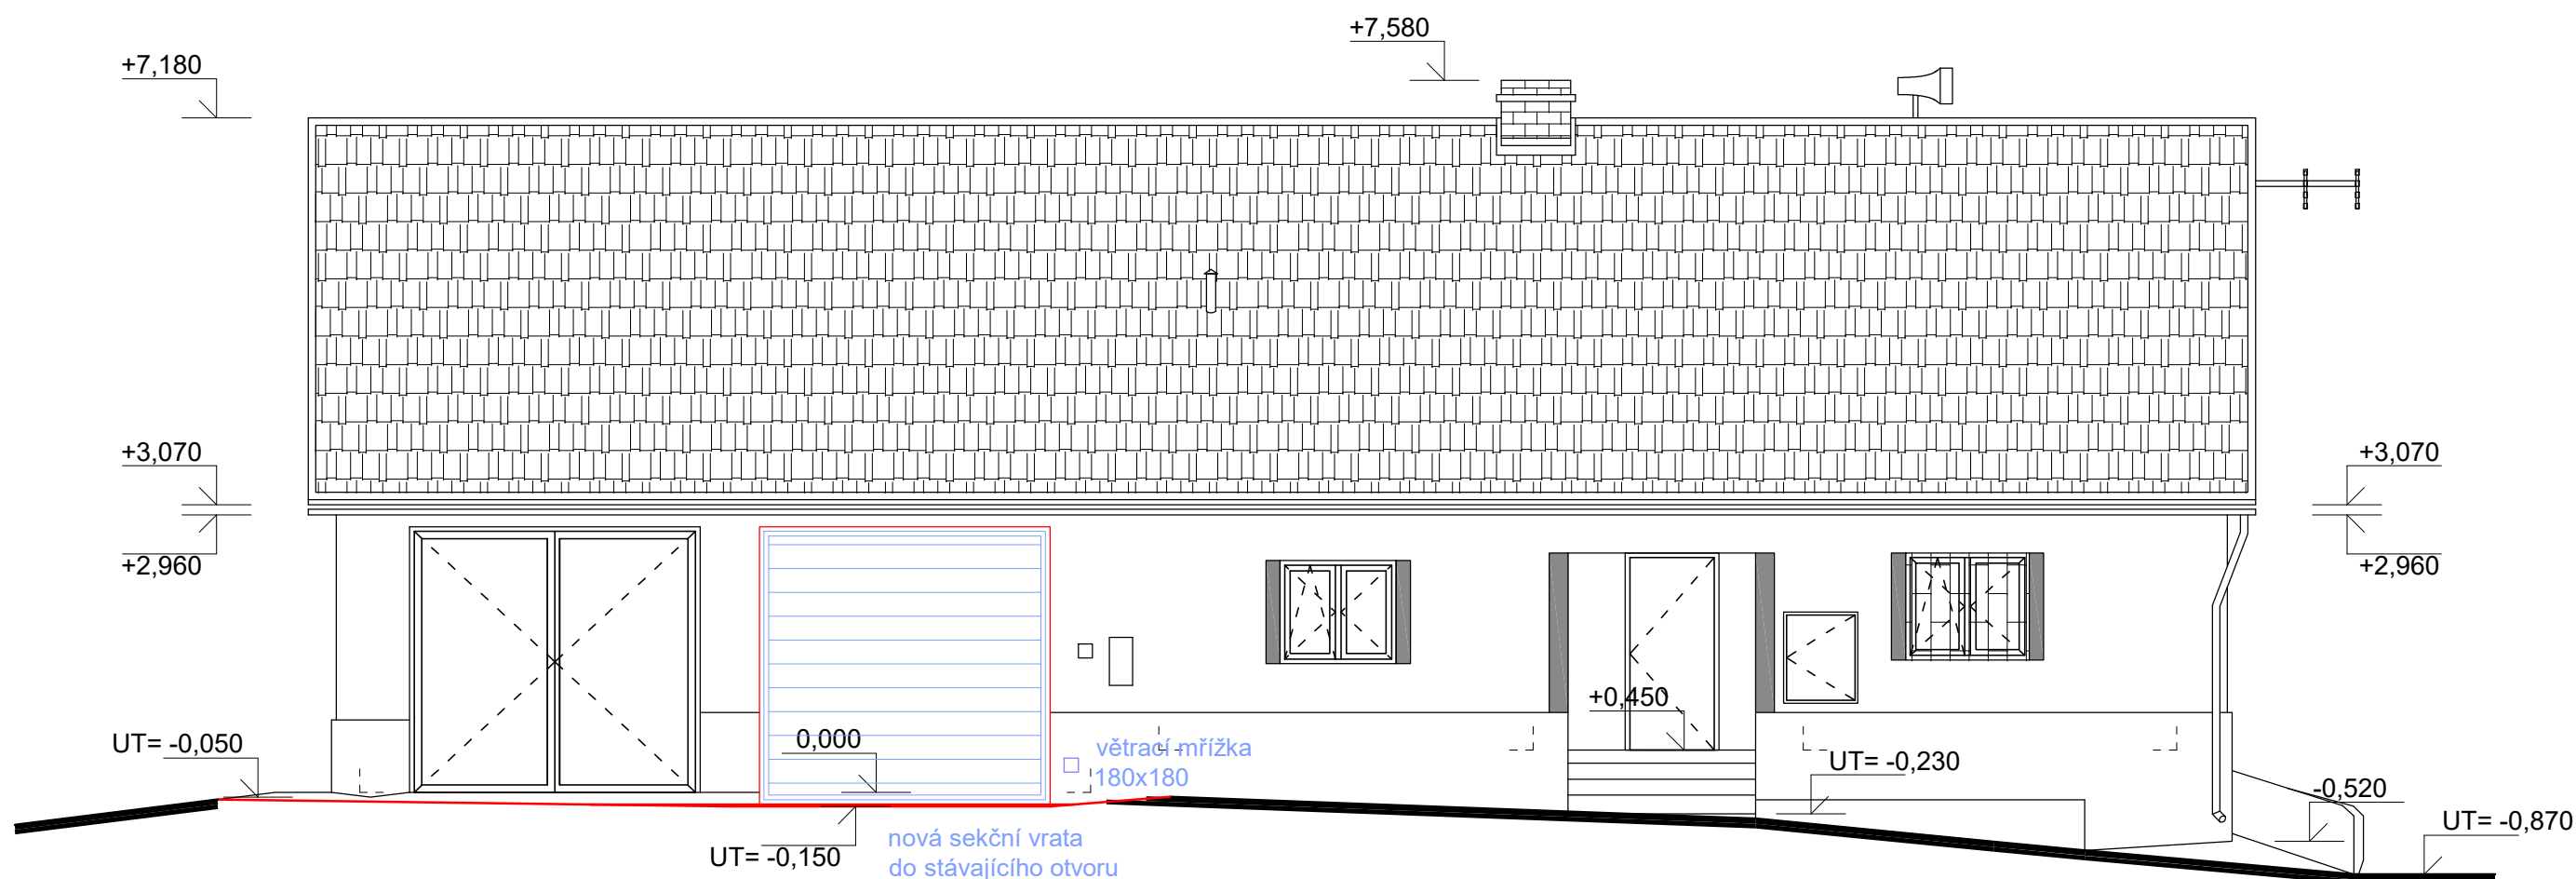 +7,580
+7,180
+3,070
+3,070
+2,960
+2,960
+0,450
UT= -0,050
0,000
větrací mřížka
180x180
UT= -0,230
-0,520
UT= -0,870
UT= -0,150
nová sekční vrata
do stávajícího otvoru